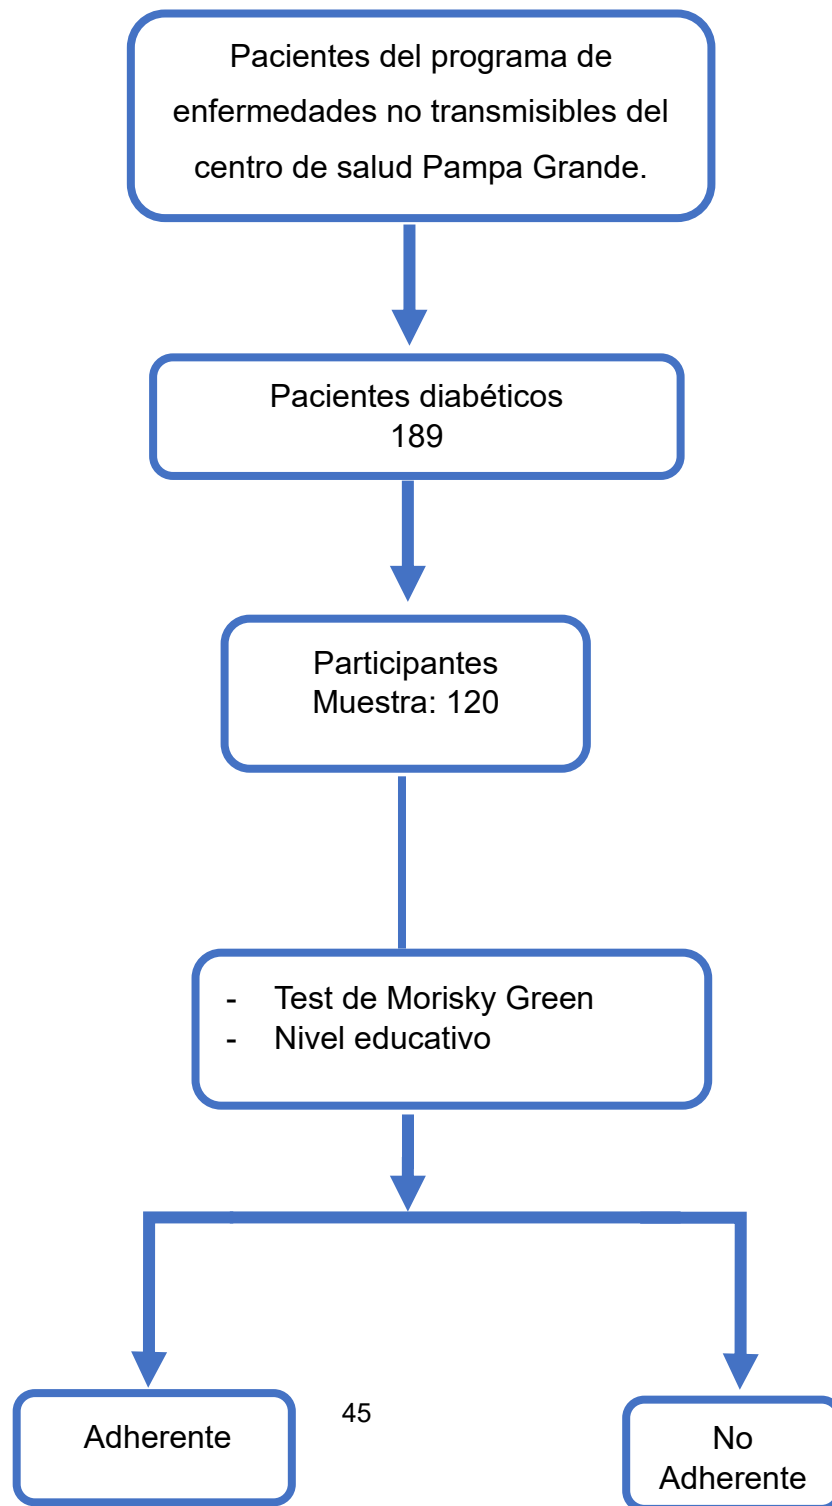 Pacientes del programa de
enfermedades no transmisibles del
centro de salud Pampa Grande.
Pacientes diabéticos
189
Participantes
Muestra: 120
- Test de Morisky Green
- Nivel educativo
Adherente
45
No
Adherente